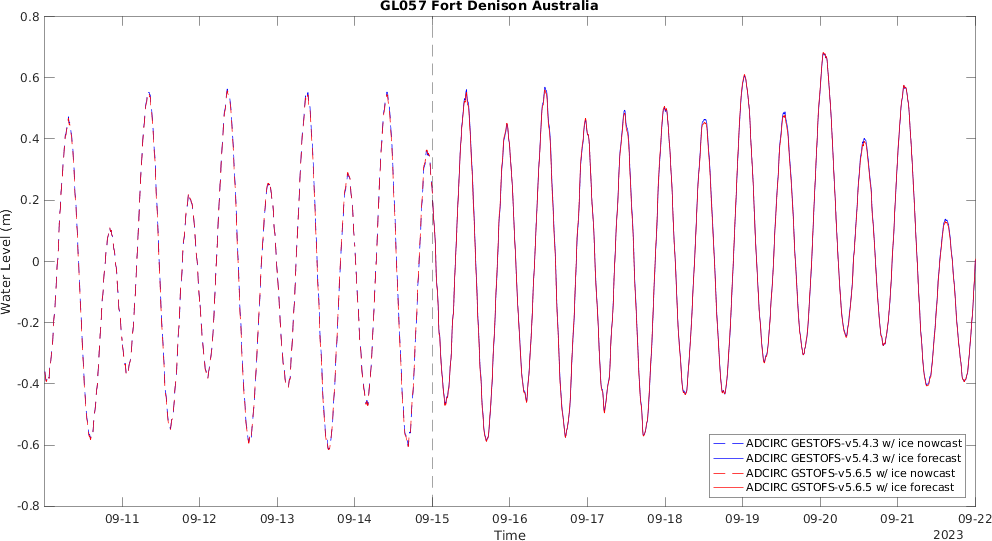 GL057 Fort Denison Australia
0.8
0.6
0.4
0.2
0
-0.2
-0.4
-0.6
-0.8
Water Level (m)
09-11 09-12 09-13 09-14 09-15 09-16 09-17 09-18 09-19 09-20 09-21 09-22
Time
2023
ADCIRC GESTOFS-v5.4.3 w/ ice nowcast
ADCIRC GESTOFS-v5.4.3 w/ ice forecast
ADCIRC GSTOFS-v5.6.5 w/ ice nowcast
ADCIRC GSTOFS-v5.6.5 w/ ice forecast